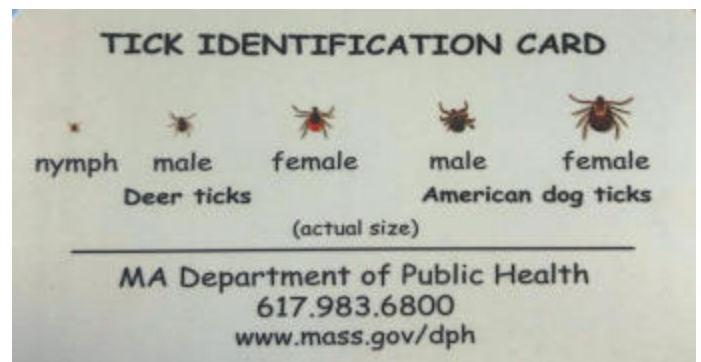 TICK IDENTIFICATION CARD
nymph male female male female
Deer ticks American dog ticks
(actual size)
MA Department of Public Health
617.983.6800
www.mass.gov/dph